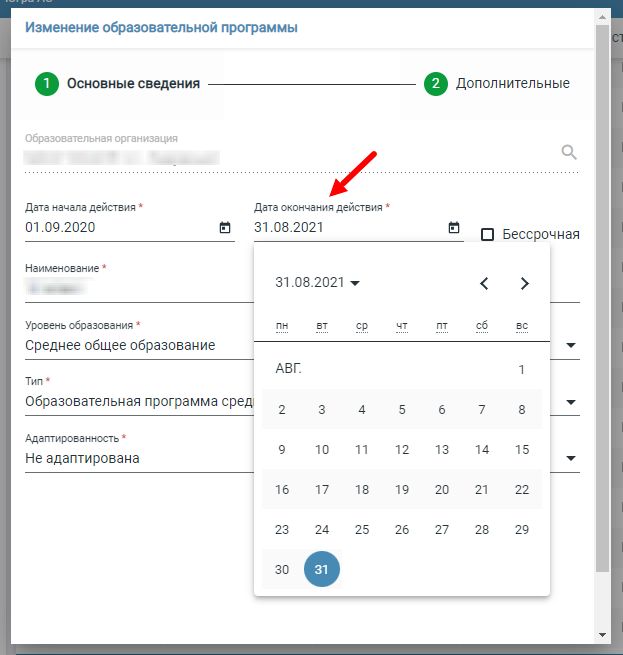 Изменение образовательной программы
1 Основные сведения 2 Дополнительные
Образовательная организация
Дата начала действия * Дата окончания действия *
01.09.2020 31.08.2021 Бессрочная
Наименование *
31.08.2021
пн вт ср чт пт сб вс
Уровень образования *
Среднее общее образование
АВГ. 1
Тип *
Образовательная программа сред
2 3 4 5 6 7 8
Адаптированность *
Не адаптирована
9 10 11 12 13 14 15
16 17 18 19 20 21 22
23 24 25 26 27 28 29
30 31